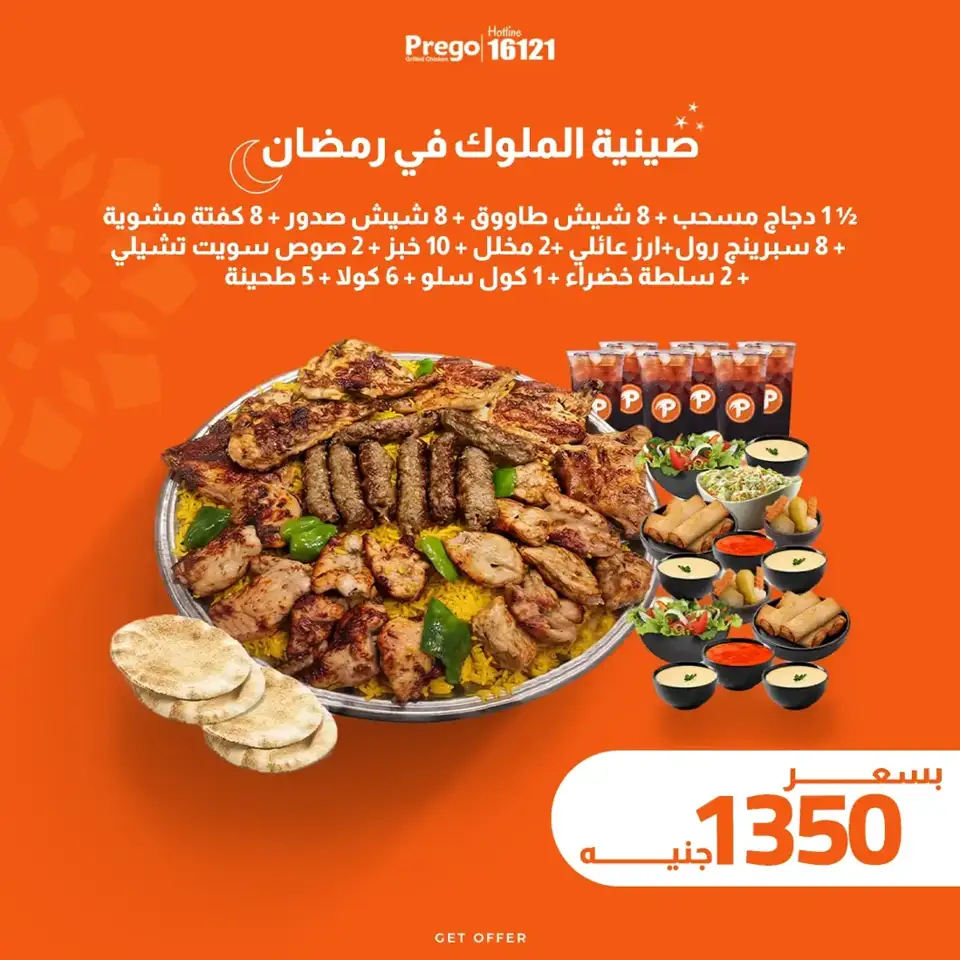 Prego
Grilled Chicken
Hotline
16121
صينية الملوك في رمضان
1 ½ دجاج مسحب + 8 شيش طاووق + 8 شيش صدور + 8 كفتة مشوية
+ 8 سبرينج رول+ارز عائلي +2 مخلل + 10 خبز + 2 صوص سويت تشيلي
+ 2 سلطة خضراء + 1 كول سلو + 6 كولا + 5 طحينة
بسعر
1350 جنيه
GET OFFER